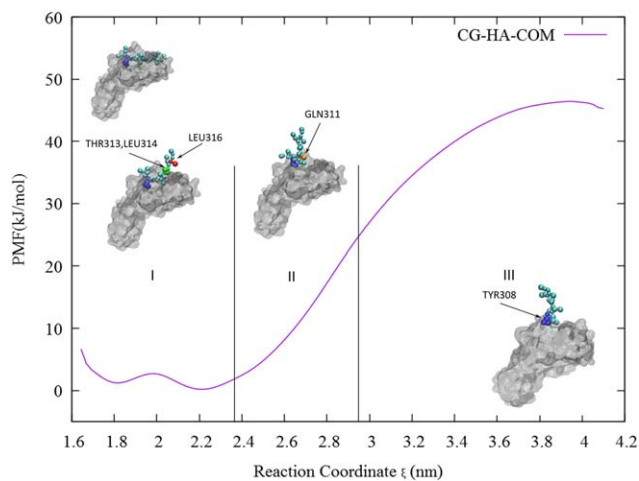 60
50
40
30
20
10
0
PMF(kJ/mol)
CG-HA-COM
THR313,LEU314
LEU316
GLN311
TYR308
I
II
III
1.6 1.8 2 2.2 2.4 2.6 2.8 3 3.2 3.4 3.6 3.8 4 4.2
Reaction Coordinate ξ (nm)